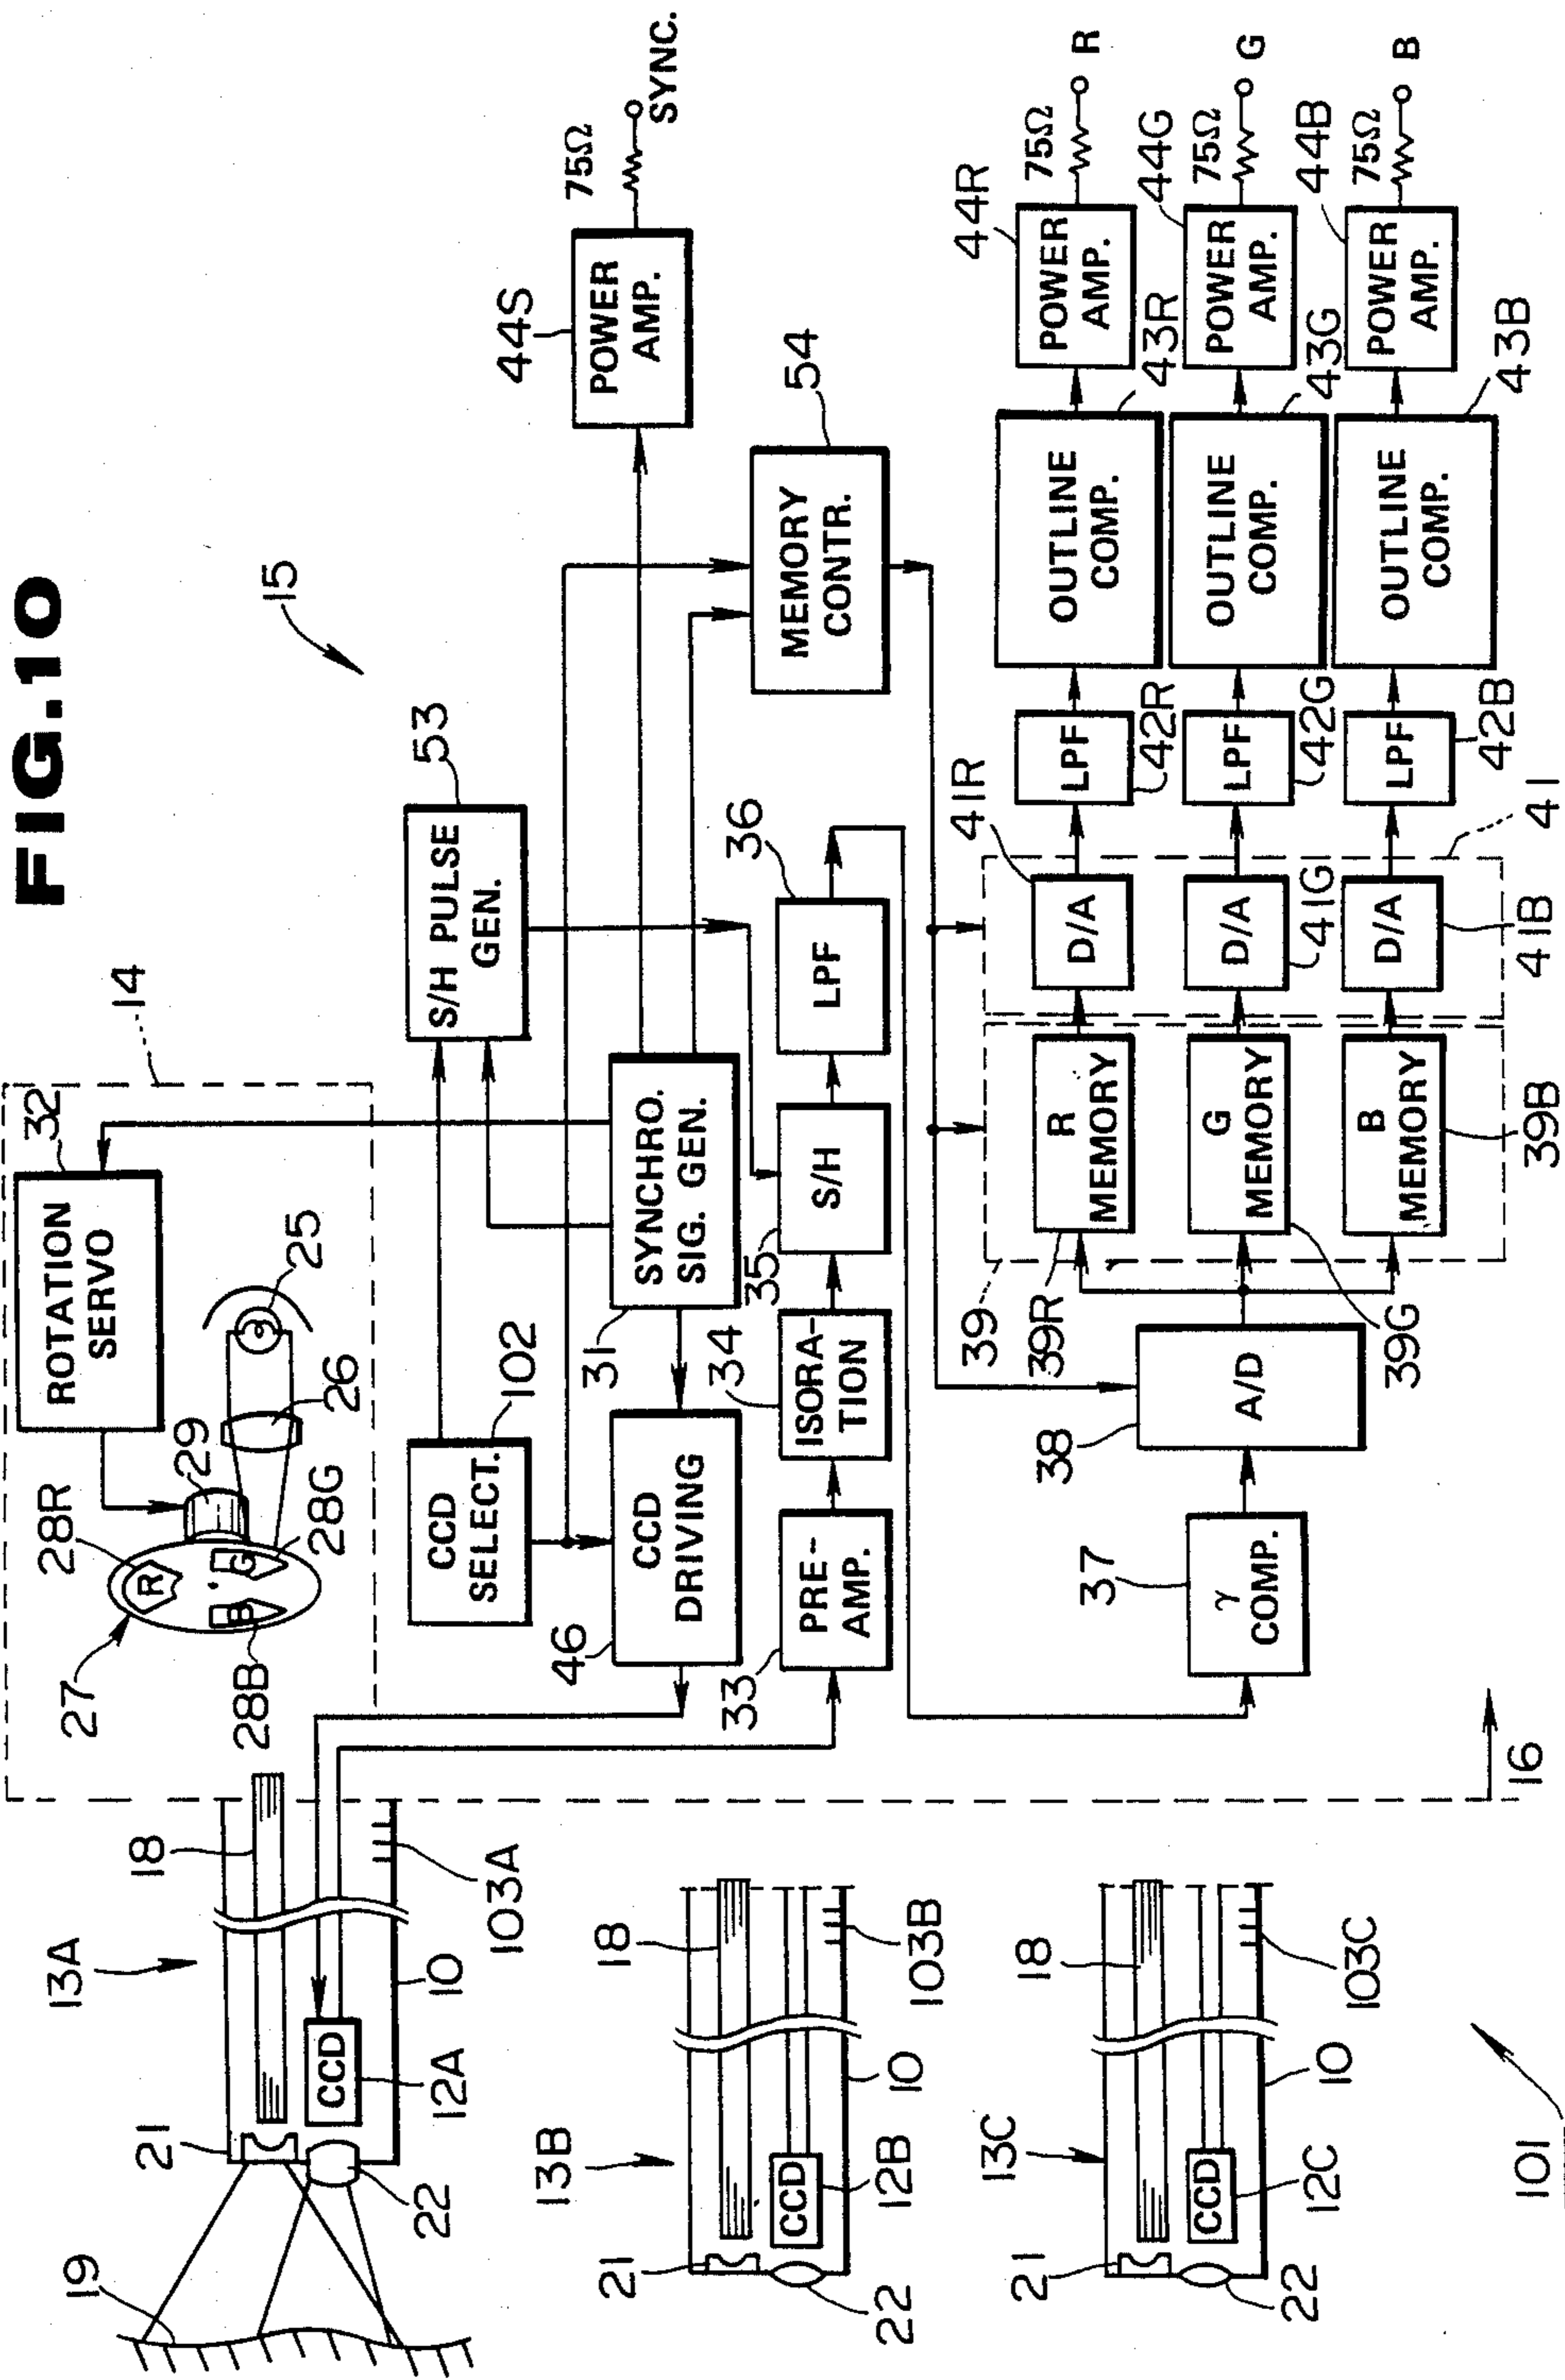 FIG.10
15
14
32
ROTATION
SERVO
25
26
29
28R
R
G
B
28G
28B
27
53
S/H PULSE
GEN.
102
CCD
SELECT.
31
SYNCHRO.
SIG. GEN.
46
CCD
DRIVING
44S
POWER
AMP.
75Ω
SYNC.
54
MEMORY
CONTR.
33
PRE-
AMP.
34
ISORA-
TION
35
S/H
36
LPF
37
γ
COMP.
38
A/D
39
39R
R
MEMORY
39G
G
MEMORY
39B
B
MEMORY
41
41R
D/A
41G
D/A
41B
D/A
LPF
42R
LPF
42G
LPF
42B
OUTLINE
COMP.
43R
OUTLINE
COMP.
43G
OUTLINE
COMP.
43B
44R
POWER
AMP.
75Ω
R
44G
POWER
AMP.
75Ω
G
44B
POWER
AMP.
75Ω
B
16
19
21
22
13A
18
CCD
12A
10
103A
13B
21
22
18
CCD
12B
10
103B
13C
21
22
18
CCD
12C
10
103C
101